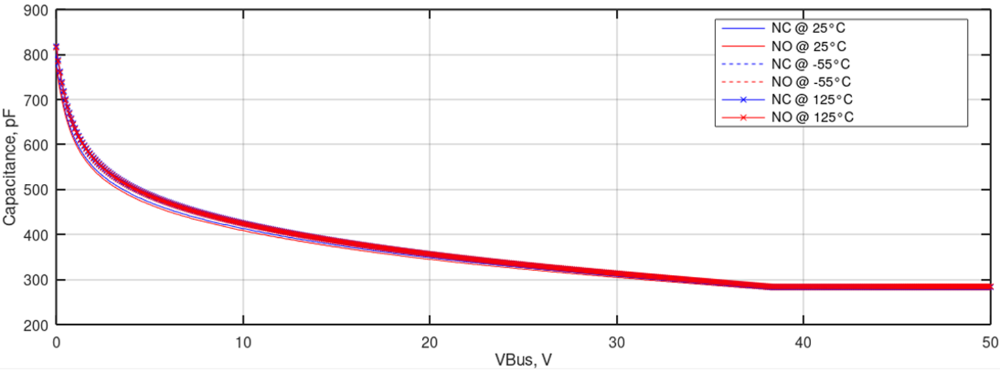 900
800
700
600
500
400
300
200
Capacitance, pF
NC @ 25°C
NO @ 25°C
NC @ -55°C
NO @ -55°C
NC @ 125°C
NO @ 125°C
0 10 20 30 40 50
VBus, V